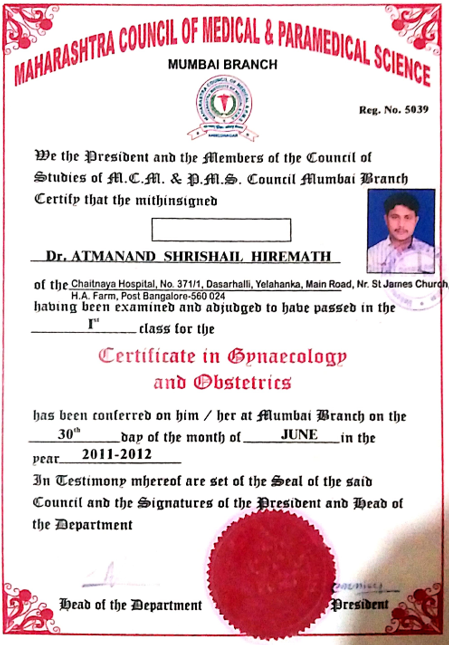 MAHARASHTRA COUNCIL OF MEDICAL & PARAMEDICAL SCIENCE
MUMBAI BRANCH
Reg. No. 5039
We the President and the Members of the Council of
Studies of M.C.M. & P.M.S. Council Mumbai Branch
Certify that the mithinsigned
Dr. ATMANAND SHRISHAIL HIREMATH
of the Chaitnaya Hospital, No. 371/1, Dasarhalli, Yelahanka, Main Road, Nr. St James Church,
H.A. Farm, Post Bangalore-560 024
having been examined and adjudged to have passed in the
Ist class for the
Certificate in Gynaecology
and Obstetrics
has been conferred on him / her at Mumbai Branch on the
30th day of the month of JUNE in the
year 2011-2012
In Testimony mhereof are set of the Seal of the said
Council and the Signatures of the President and Head of
the Department
Head of the Department
President